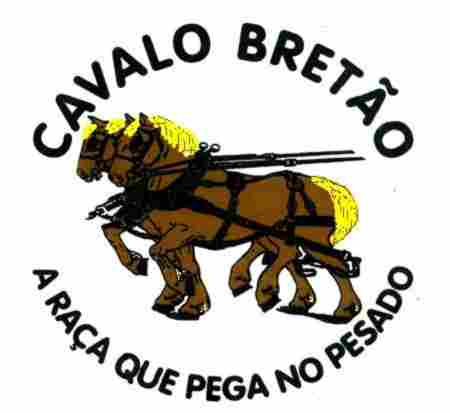 CAVALO BRETÃO
A RAÇA QUE PEGA NO PESADO